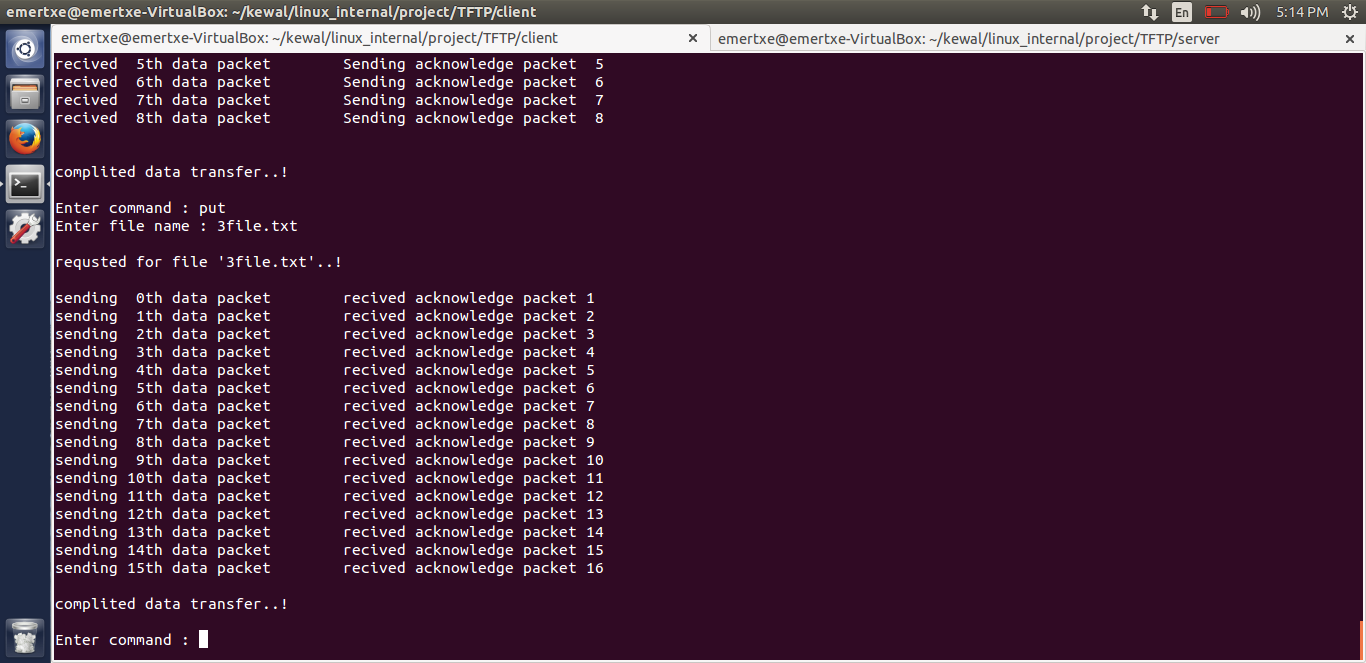 emertxe@emertxe-VirtualBox: ~/kewal/linux_internal/project/TFTP/client En 5:14 PM
emertxe@emertxe-VirtualBox: ~/kewal/linux_internal/project/TFTP/client × emertxe@emertxe-VirtualBox: ~/kewal/linux_internal/project/TFTP/server ×
recived  5th data packet        Sending acknowledge packet  5
recived  6th data packet        Sending acknowledge packet  6
recived  7th data packet        Sending acknowledge packet  7
recived  8th data packet        Sending acknowledge packet  8
complited data transfer..!
Enter command : put
Enter file name : 3file.txt
requsted for file '3file.txt'..!
sending  0th data packet        recived acknowledge packet 1
sending  1th data packet        recived acknowledge packet 2
sending  2th data packet        recived acknowledge packet 3
sending  3th data packet        recived acknowledge packet 4
sending  4th data packet        recived acknowledge packet 5
sending  5th data packet        recived acknowledge packet 6
sending  6th data packet        recived acknowledge packet 7
sending  7th data packet        recived acknowledge packet 8
sending  8th data packet        recived acknowledge packet 9
sending  9th data packet        recived acknowledge packet 10
sending 10th data packet        recived acknowledge packet 11
sending 11th data packet        recived acknowledge packet 12
sending 12th data packet        recived acknowledge packet 13
sending 13th data packet        recived acknowledge packet 14
sending 14th data packet        recived acknowledge packet 15
sending 15th data packet        recived acknowledge packet 16
complited data transfer..!
Enter command :